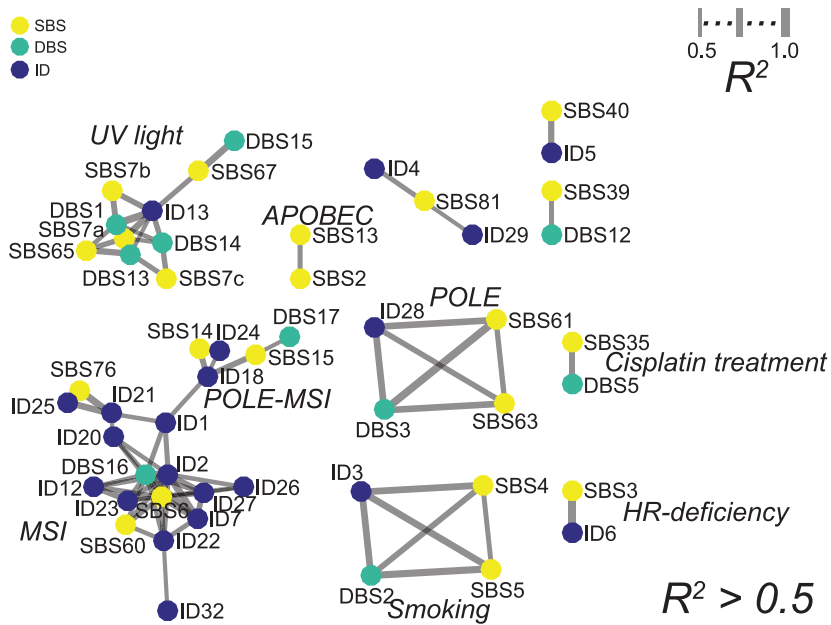 SBS
DBS
ID
0.5
1.0
R²
UV light
DBS15
SBS67
SBS7b
DBS1
ID13
SBS7a
SBS65
DBS14
DBS13
SBS7c
APOBEC
SBS13
SBS2
ID4
SBS81
ID29
SBS40
ID5
SBS39
DBS12
DBS17
SBS14
ID24
SBS15
ID18
POLE-MSI
SBS76
ID21
ID25
ID1
ID20
DBS16
ID2
ID12
ID26
ID23
SBS6
ID27
ID7
MSI
SBS60
ID22
ID32
POLE
ID28
SBS61
DBS3
SBS63
SBS35
Cisplatin treatment
DBS5
ID3
SBS4
DBS2
SBS5
Smoking
SBS3
HR-deficiency
ID6
R² > 0.5